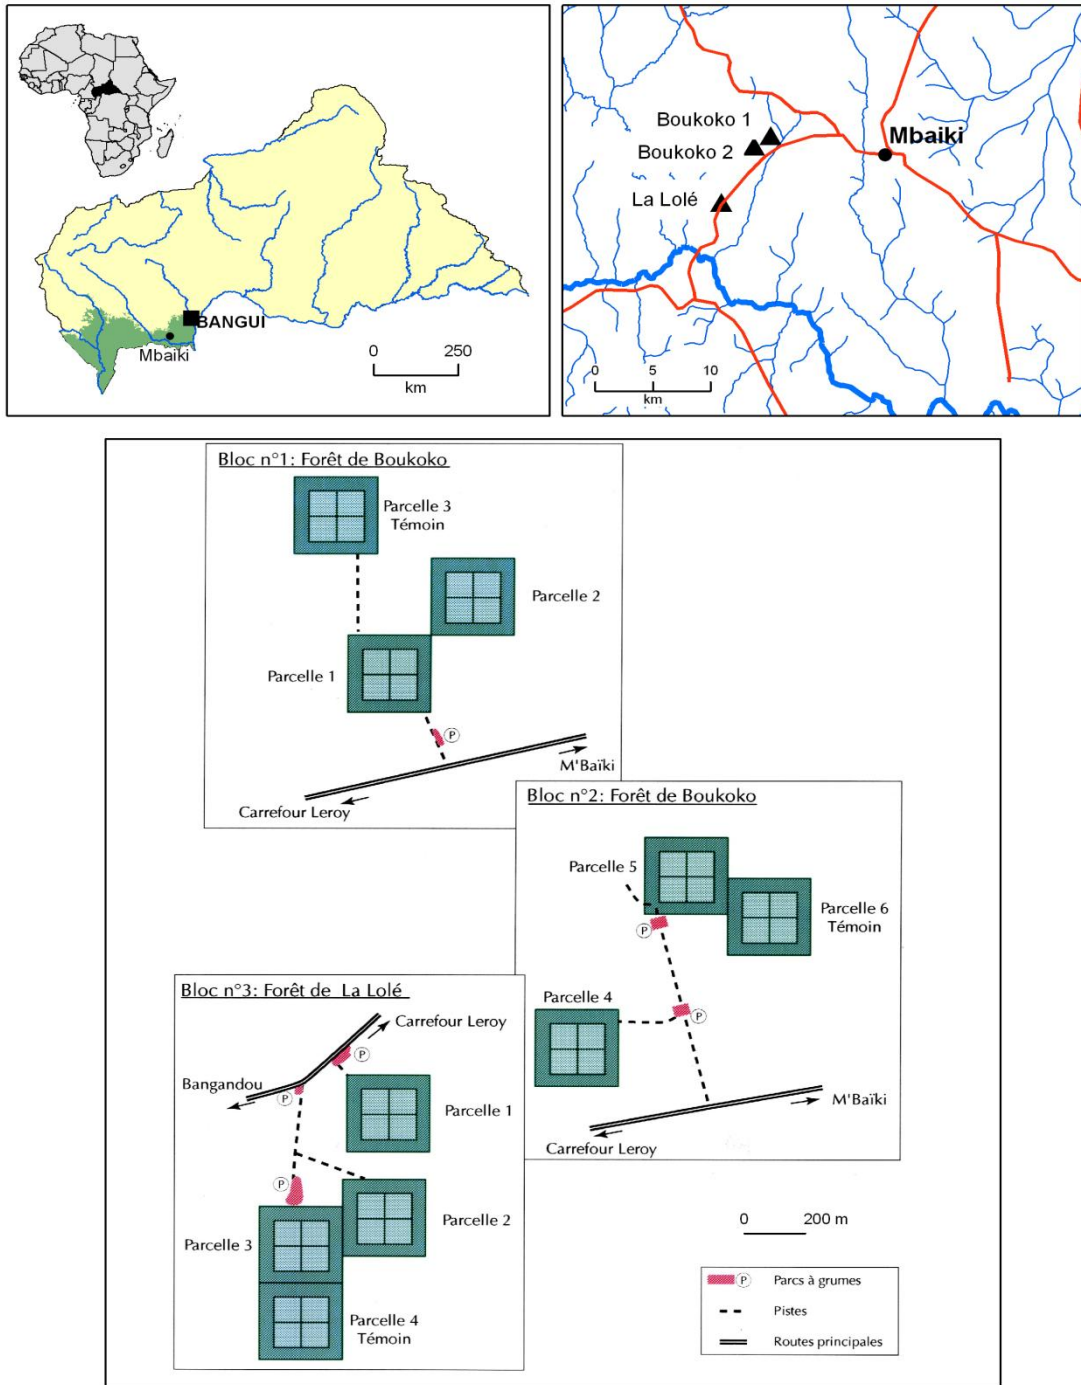 BANGUI
Mbaïki
0 250
km
Boukoko 1
Boukoko 2
Mbaiki
La Lolé
0 5 10
km
Bloc n°1: Forêt de Boukoko
Parcelle 3
Témoin
Parcelle 2
Parcelle 1
P
M'Baïki
Carrefour Leroy
Bloc n°2: Forêt de Boukoko
Parcelle 5
Parcelle 6
Témoin
P
Parcelle 4
P
M'Baïki
Carrefour Leroy
Bloc n°3: Forêt de La Lolé
Carrefour Leroy
P
Bangandou
P
Parcelle 1
P
Parcelle 2
Parcelle 3
Parcelle 4
Témoin
0 200 m
P Parcs à grumes
Pistes
Routes principales